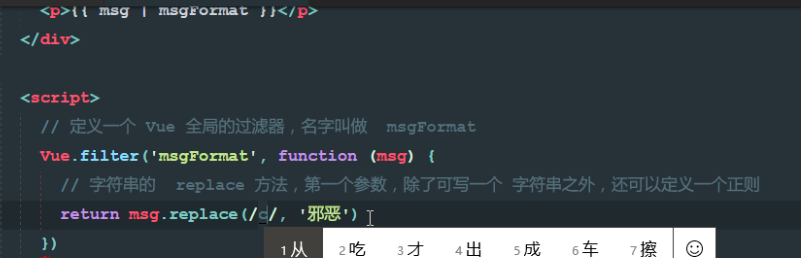 <p>{{ msg | msgFormat }}</p>
</div>
<script>
// 定义一个 Vue 全局的过滤器，名字叫做 msgFormat
Vue.filter('msgFormat', function (msg) {
// 字符串的 replace 方法，第一个参数，除了可写一个 字符串之外，还可以定义一个正则
return msg.replace(/c/, '邪恶')
})
1 从 2 吃 3 才 4 出 5 成 6 车 7 擦